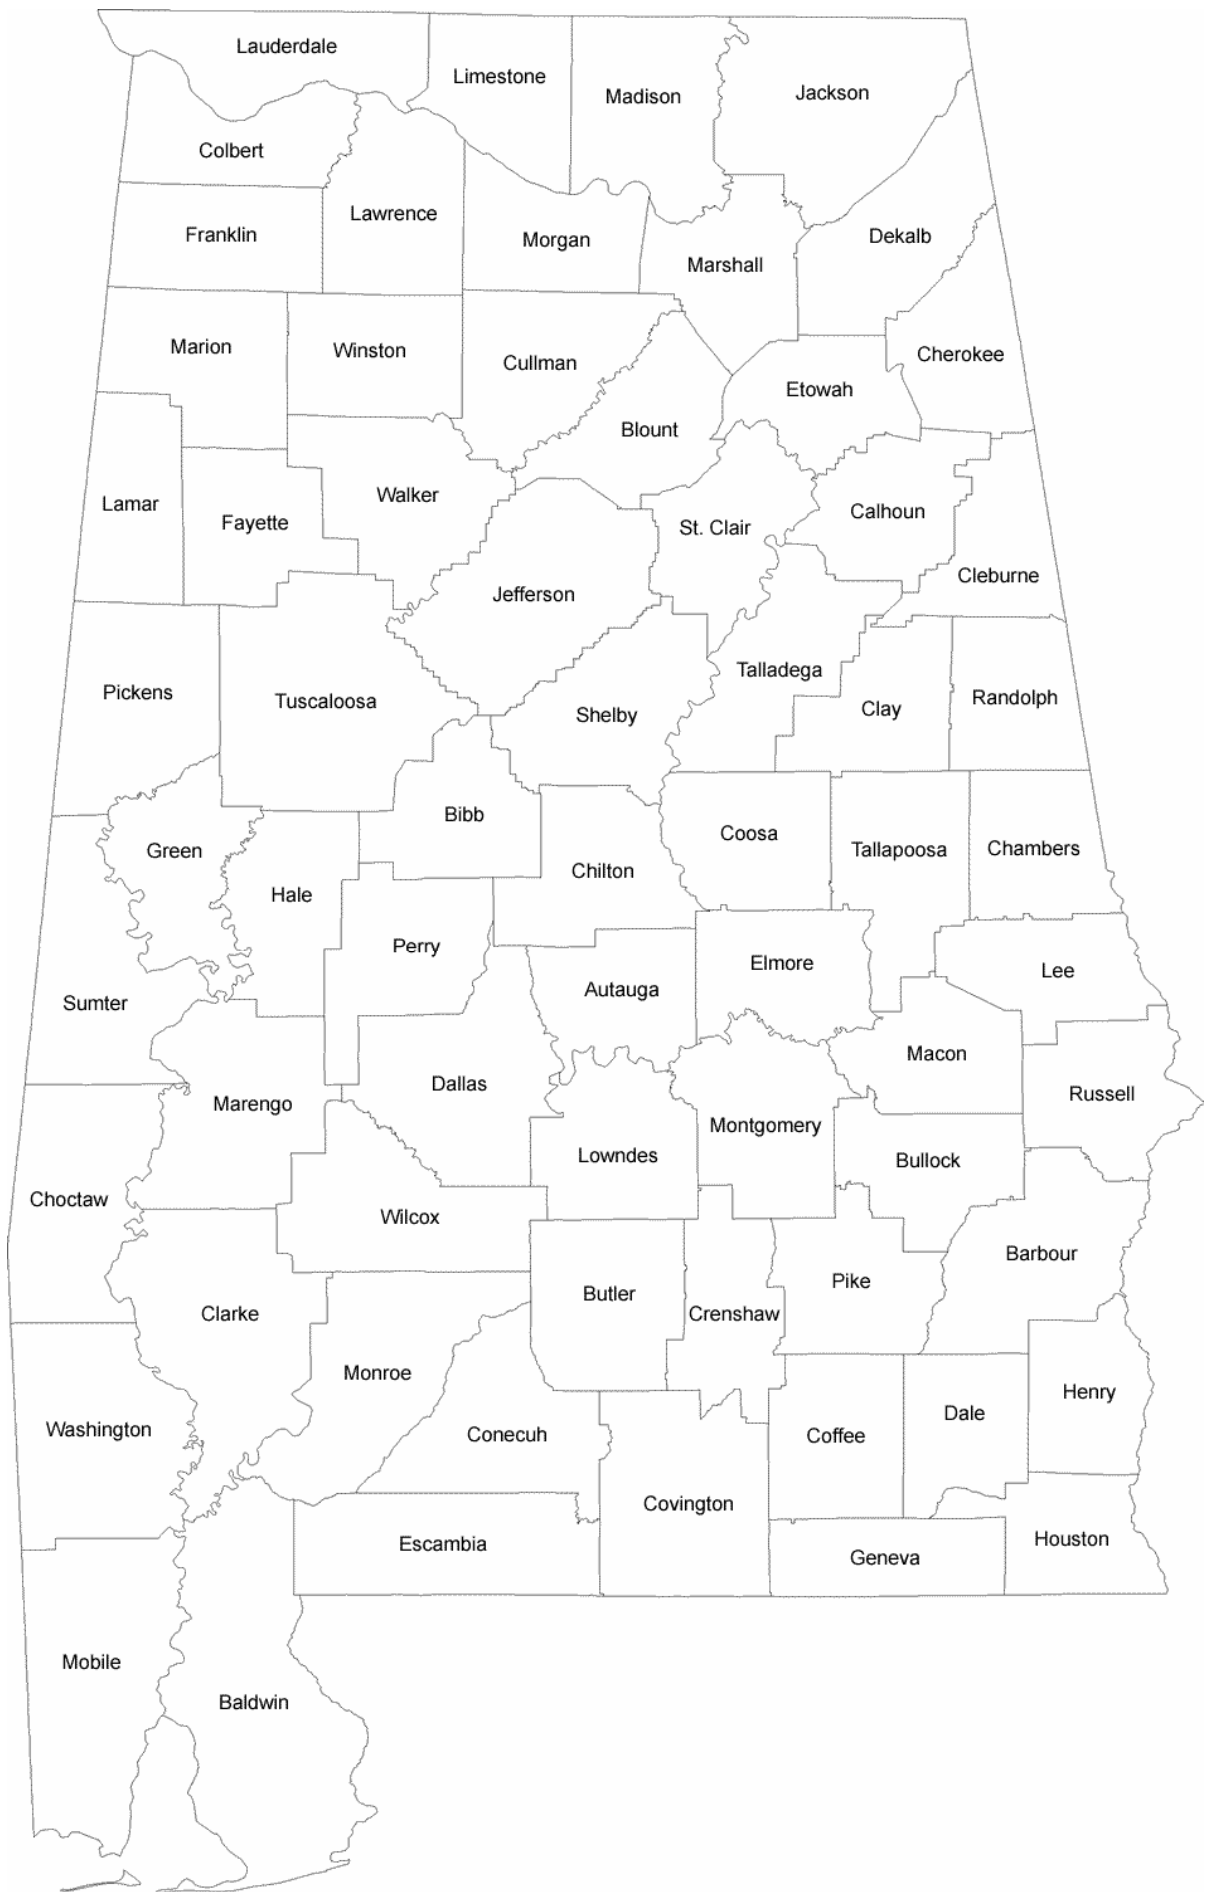 Lauderdale
Limestone
Madison
Jackson
Colbert
Lawrence
Franklin
Morgan
Dekalb
Marshall
Marion
Winston
Cullman
Cherokee
Etowah
Blount
Lamar
Walker
Fayette
St. Clair
Calhoun
Cleburne
Jefferson
Talladega
Pickens
Tuscaloosa
Shelby
Clay
Randolph
Bibb
Coosa
Green
Tallapoosa
Chambers
Chilton
Hale
Perry
Elmore
Lee
Autauga
Sumter
Macon
Dallas
Russell
Marengo
Montgomery
Lowndes
Bullock
Choctaw
Wilcox
Barbour
Pike
Butler
Clarke
Crenshaw
Monroe
Henry
Dale
Washington
Conecuh
Coffee
Covington
Houston
Escambia
Geneva
Mobile
Baldwin